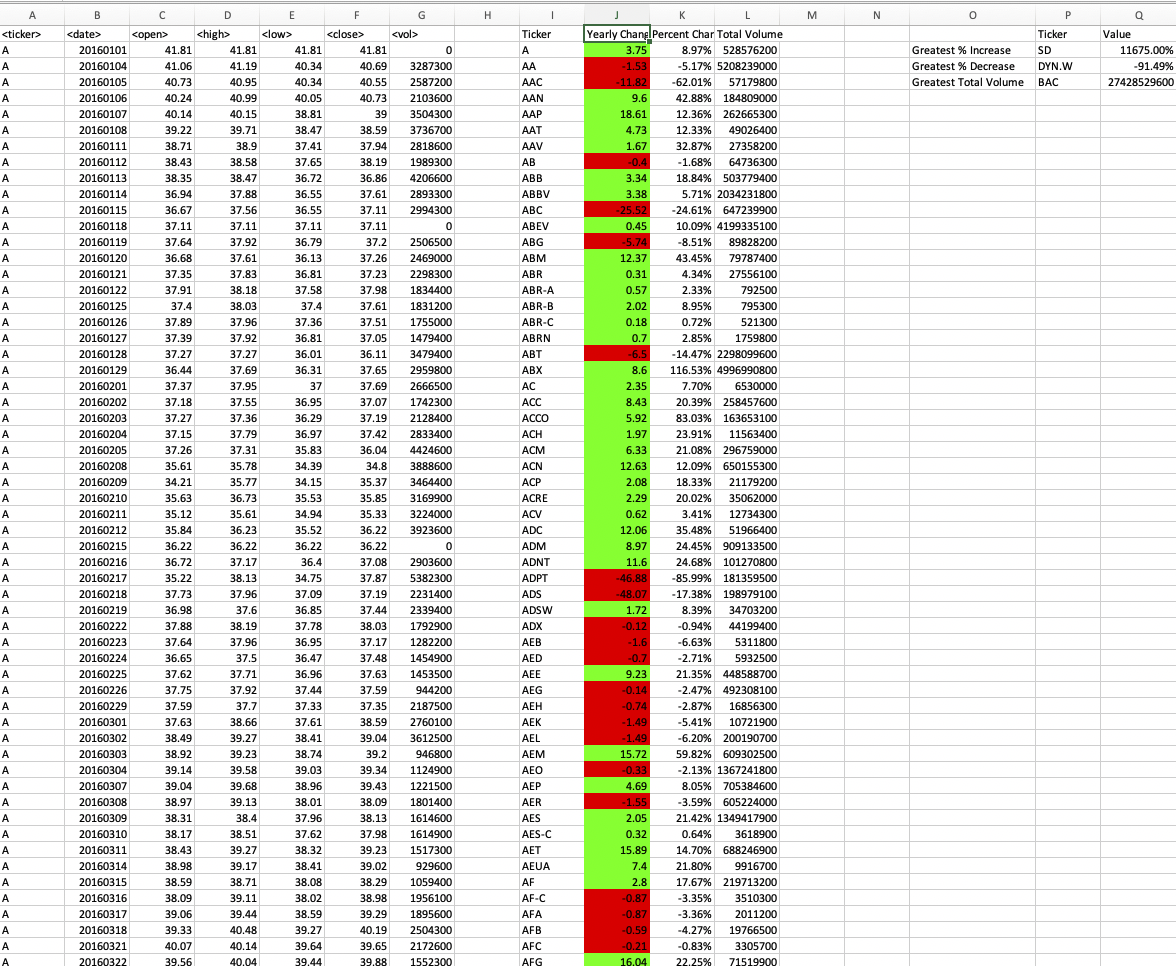 A B C D E F G H I J K L M N O P Q
<ticker> <date> <open> <high> <low> <close> <vol> Ticker Yearly Chang Percent Char Total Volume Ticker Value
A 20160101 41.81 41.81 41.81 41.81 0 A 3.75 8.97% 528576200 Greatest % Increase SD 11675.00%
A 20160104 41.06 41.19 40.34 40.69 3287300 AA -1.53 -5.17% 5208239000 Greatest % Decrease DYN.W -91.49%
A 20160105 40.73 40.95 40.34 40.55 2587200 AAC -11.82 -62.01% 57179800 Greatest Total Volume BAC 27428529600
A 20160106 40.24 40.99 40.05 40.73 2103600 AAN 9.6 42.88% 184809000
A 20160107 40.14 40.15 38.81 39 3504300 AAP 18.61 12.36% 262665300
A 20160108 39.22 39.71 38.47 38.59 3736700 AAT 4.73 12.33% 49026400
A 20160111 38.71 38.9 37.41 37.94 2818600 AAV 1.67 32.87% 27358200
A 20160112 38.43 38.58 37.65 38.19 1989300 AB -0.4 -1.68% 64736300
A 20160113 38.35 38.47 36.72 36.86 4206600 ABB 3.34 18.84% 503779400
A 20160114 36.94 37.88 36.55 37.61 2893300 ABBV 3.38 5.71% 2034231800
A 20160115 36.67 37.56 36.55 37.11 2994300 ABC -25.52 -24.61% 647239900
A 20160118 37.11 37.11 37.11 37.11 0 ABEV 0.45 10.09% 4199335100
A 20160119 37.64 37.92 36.79 37.2 2506500 ABG -5.74 -8.51% 89828200
A 20160120 36.68 37.61 36.13 37.26 2469000 ABM 12.37 43.45% 79787400
A 20160121 37.35 37.83 36.81 37.23 2298300 ABR 0.31 4.34% 27556100
A 20160122 37.91 38.18 37.58 37.98 1834400 ABR-A 0.57 2.33% 792500
A 20160125 37.4 38.03 37.4 37.61 1831200 ABR-B 2.02 8.95% 795300
A 20160126 37.89 37.96 37.36 37.51 1755000 ABR-C 0.18 0.72% 521300
A 20160127 37.39 37.92 36.81 37.05 1479400 ABRN 0.7 2.85% 1759800
A 20160128 37.27 37.27 36.01 36.11 3479400 ABT -6.5 -14.47% 2298099600
A 20160129 36.44 37.69 36.31 37.65 2959800 ABX 8.6 116.53% 4996990800
A 20160201 37.37 37.95 37 37.69 2666500 AC 2.35 7.70% 6530000
A 20160202 37.18 37.55 36.95 37.07 1742300 ACC 8.43 20.39% 258457600
A 20160203 37.27 37.36 36.29 37.19 2128400 ACCO 5.92 83.03% 163653100
A 20160204 37.15 37.79 36.97 37.42 2833400 ACH 1.97 23.91% 11563400
A 20160205 37.26 37.31 35.83 36.04 4424600 ACM 6.33 21.08% 296759000
A 20160208 35.61 35.78 34.39 34.8 3888600 ACN 12.63 12.09% 650155300
A 20160209 34.21 35.77 34.15 35.37 3464400 ACP 2.08 18.33% 21179200
A 20160210 35.63 36.73 35.53 35.85 3169900 ACRE 2.29 20.02% 35062000
A 20160211 35.12 35.61 34.94 35.33 3224000 ACV 0.62 3.41% 12734300
A 20160212 35.84 36.23 35.52 36.22 3923600 ADC 12.06 35.48% 51966400
A 20160215 36.22 36.22 36.22 36.22 0 ADM 8.97 24.45% 909133500
A 20160216 36.72 37.17 36.4 37.08 2903600 ADNT 11.6 24.68% 101270800
A 20160217 35.22 38.13 34.75 37.87 5382300 ADPT -46.88 -85.99% 181359500
A 20160218 37.73 37.96 37.09 37.19 2231400 ADS -48.07 -17.38% 198979100
A 20160219 36.98 37.6 36.85 37.44 2339400 ADSW 1.72 8.39% 34703200
A 20160222 37.88 38.19 37.78 38.03 1792900 ADX -0.12 -0.94% 44199400
A 20160223 37.64 37.96 36.95 37.17 1282200 AEB -1.6 -6.63% 5311800
A 20160224 36.65 37.5 36.47 37.48 1454900 AED -0.7 -2.71% 5932500
A 20160225 37.62 37.71 36.96 37.63 1453500 AEE 9.23 21.35% 448588700
A 20160226 37.75 37.92 37.44 37.59 944200 AEG -0.14 -2.47% 492308100
A 20160229 37.59 37.7 37.33 37.35 2187500 AEH -0.74 -2.87% 16856300
A 20160301 37.63 38.66 37.61 38.59 2760100 AEK -1.49 -5.41% 10721900
A 20160302 38.49 39.27 38.41 39.04 3612500 AEL -1.49 -6.20% 200190700
A 20160303 38.92 39.23 38.74 39.2 946800 AEM 15.72 59.82% 609302500
A 20160304 39.14 39.58 39.03 39.34 1124900 AEO -0.33 -2.13% 1367241800
A 20160307 39.04 39.68 38.96 39.43 1221500 AEP 4.69 8.05% 705384600
A 20160308 38.97 39.13 38.01 38.09 1801400 AER -1.55 -3.59% 605224000
A 20160309 38.31 38.4 37.96 38.13 1614600 AES 2.05 21.42% 1349417900
A 20160310 38.17 38.51 37.62 37.98 1614900 AES-C 0.32 0.64% 3618900
A 20160311 38.43 39.27 38.32 39.23 1517300 AET 15.89 14.70% 688246900
A 20160314 38.98 39.17 38.41 39.02 929600 AEUA 7.4 21.80% 9916700
A 20160315 38.59 38.71 38.08 38.29 1059400 AF 2.8 17.67% 219713200
A 20160316 38.09 39.11 38.02 38.98 1956100 AF-C -0.87 -3.35% 3510300
A 20160317 39.06 39.44 38.59 39.29 1895600 AFA -0.87 -3.36% 2011200
A 20160318 39.33 40.48 39.27 40.19 2504300 AFB -0.59 -4.27% 19766500
A 20160321 40.07 40.14 39.64 39.65 2172600 AFC -0.21 -0.83% 3305700
A 20160322 39.56 40.04 39.44 39.88 1552300 AFG 16.04 22.25% 71519900